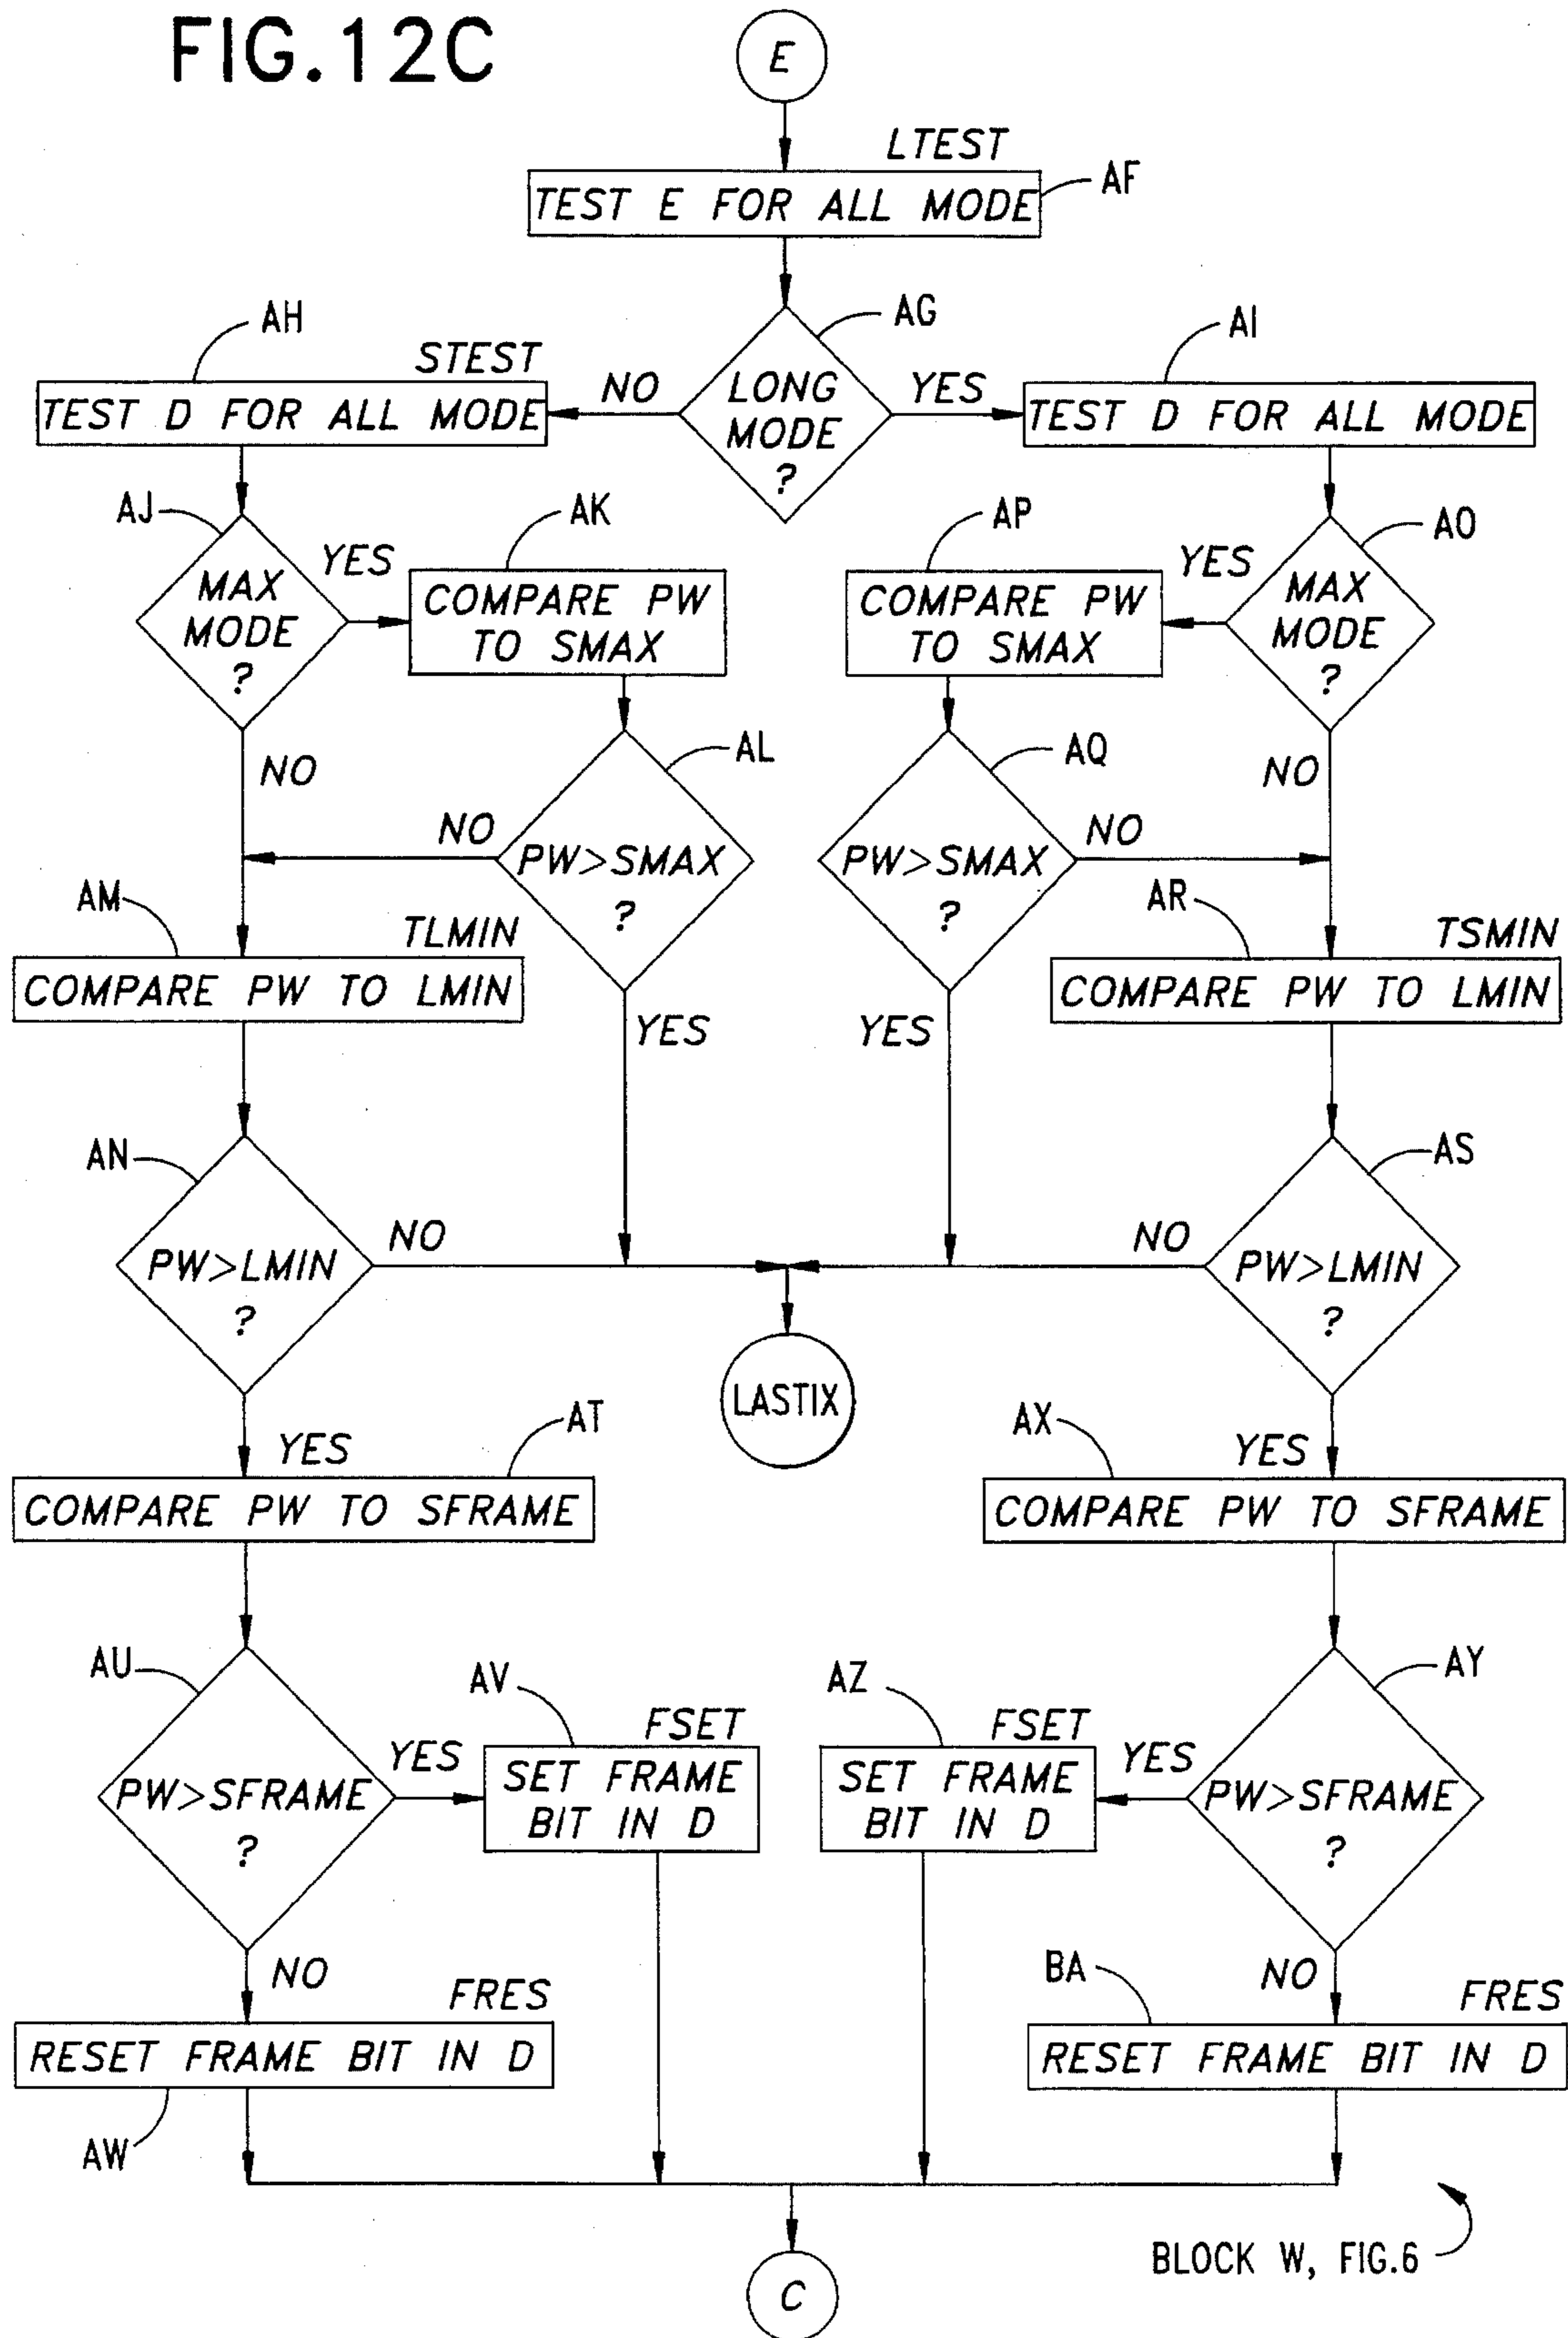 FIG.12C
E
LTEST
TEST E FOR ALL MODE
AF
AG
LONG
MODE
?
NO
YES
AH
STEST
TEST D FOR ALL MODE
AI
TEST D FOR ALL MODE
AJ
MAX
MODE
?
YES
NO
AK
COMPARE PW
TO SMAX
AP
COMPARE PW
TO SMAX
YES
AO
MAX
MODE
?
NO
AL
PW>SMAX
?
NO
YES
AQ
PW>SMAX
?
NO
YES
AM
TLMIN
COMPARE PW TO LMIN
AR
TSMIN
COMPARE PW TO LMIN
AN
PW>LMIN
?
NO
YES
AS
PW>LMIN
?
NO
YES
LASTIX
AT
COMPARE PW TO SFRAME
AX
COMPARE PW TO SFRAME
AU
PW>SFRAME
?
YES
NO
AV
FSET
SET FRAME
BIT IN D
AZ
FSET
SET FRAME
BIT IN D
YES
AY
PW>SFRAME
?
NO
FRES
RESET FRAME BIT IN D
AW
BA
FRES
RESET FRAME BIT IN D
BLOCK W, FIG.6
C